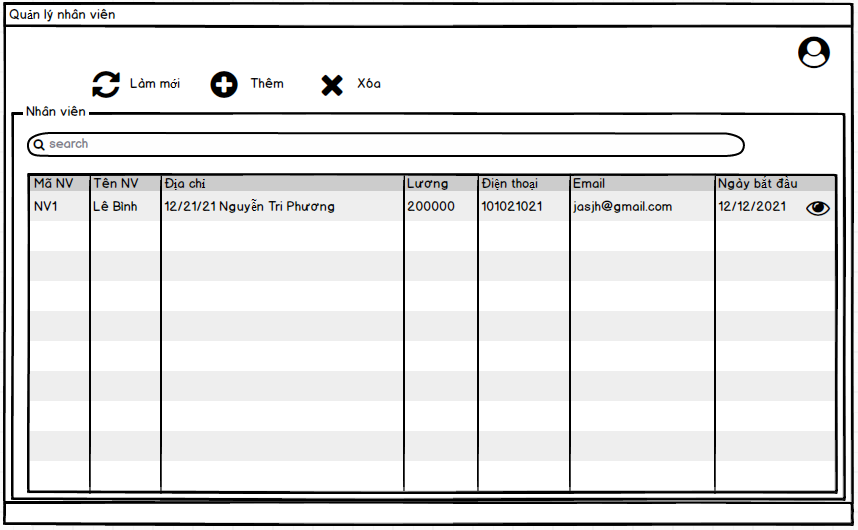 Quản lý nhân viên
Làm mới Thêm Xóa
Nhân viên
search
Mã NV Tên NV Địa chỉ Lương Điện thoại Email Ngày bắt đầu
NV1 Lê Bình 12/21/21 Nguyễn Tri Phương 200000 101021021 jasjh@gmail.com 12/12/2021